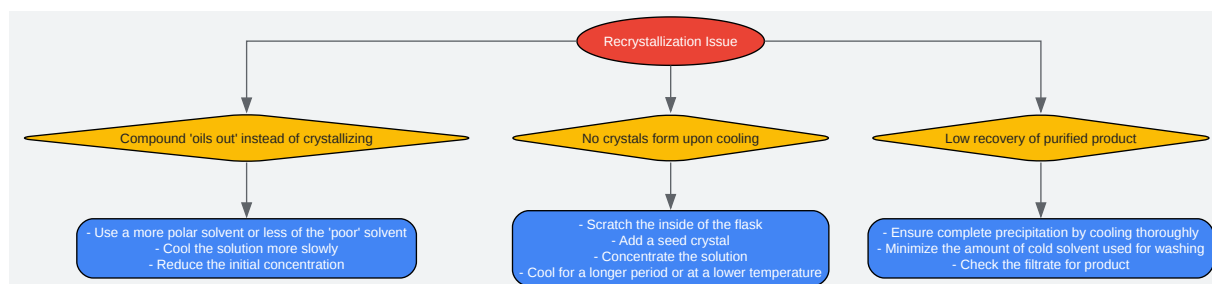 Recrystallization Issue
Compound 'oils out' instead of crystallizing
No crystals form upon cooling
Low recovery of purified product
- Use a more polar solvent or less of the 'poor' solvent
- Cool the solution more slowly
- Reduce the initial concentration
- Scratch the inside of the flask
- Add a seed crystal
- Concentrate the solution
- Cool for a longer period or at a lower temperature
- Ensure complete precipitation by cooling thoroughly
- Minimize the amount of cold solvent used for washing
- Check the filtrate for product